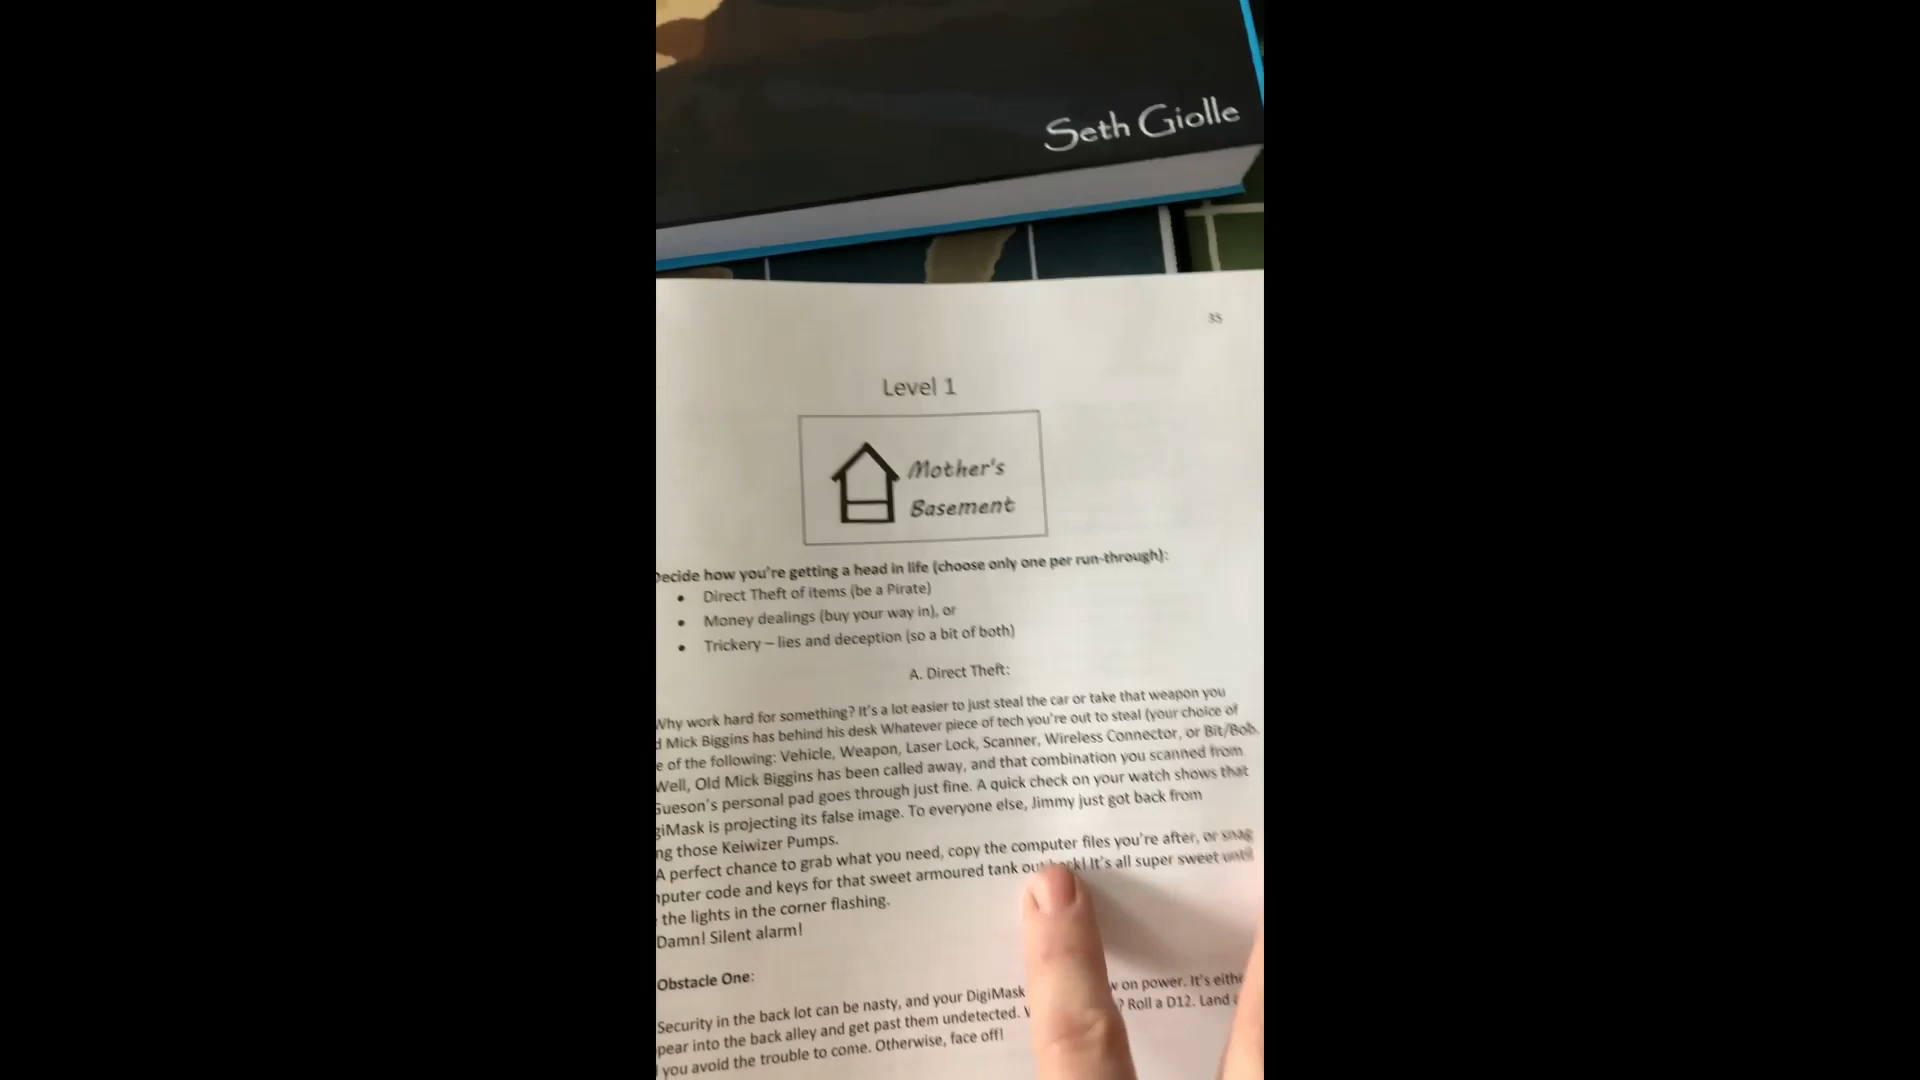 Seth Giolle
35
Level 1
Mother's
Basement
Decide how you're getting a head in life (choose only one per run-through):
• Direct Theft of items (be a Pirate)
• Money dealings (buy your way in), or
• Trickery – lies and deception (so a bit of both)
A. Direct Theft:
Why work hard for something? It's a lot easier to just steal the car or take that weapon you
Mick Biggins has behind his desk Whatever piece of tech you're out to steal (your choice of
of the following: Vehicle, Weapon, Laser Lock, Scanner, Wireless Connector, or Bit/Bob.
Well, Old Mick Biggins has been called away, and that combination you scanned from
Gueson's personal pad goes through just fine. A quick check on your watch shows that
giMask is projecting its false image. To everyone else, Jimmy just got back from
ng those Keiwizer Pumps.
A perfect chance to grab what you need, copy the computer files you're after, or snag
puter code and keys for that sweet armoured tank out back! It's all super sweet until
the lights in the corner flashing.
Damn! Silent alarm!
Obstacle One:
Security in the back lot can be nasty, and your DigiMask on power. It's eith
pear into the back alley and get past them undetected. ? Roll a D12. Land
you avoid the trouble to come. Otherwise, face off!